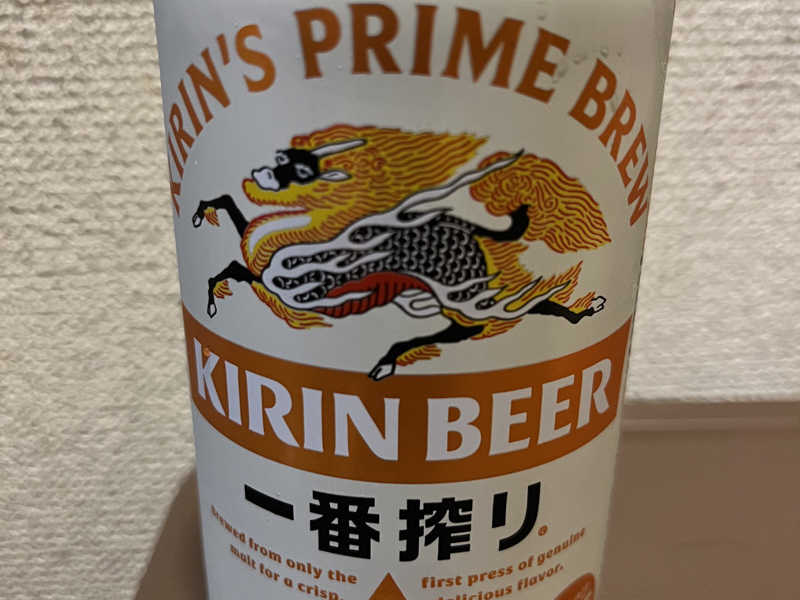 KIRIN'S PRIME BREW
KIRIN BEER
一番搾り®
Brewed from only the
malt for a crisp,
first press of genuine
delicious flavor.